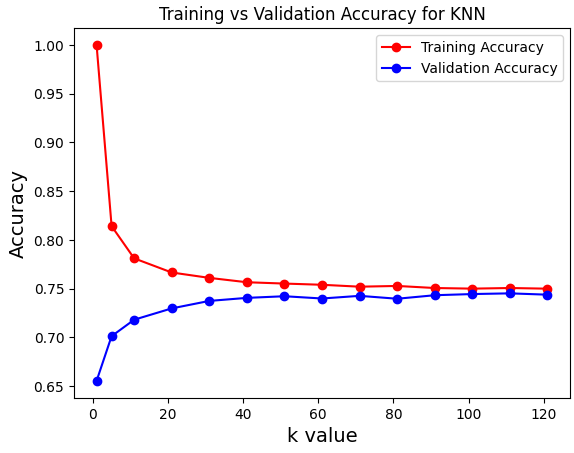 Training vs Validation Accuracy for KNN
1.00
0.95
0.90
0.85
0.80
0.75
0.70
0.65
Accuracy
Training Accuracy
Validation Accuracy
0 20 40 60 80 100 120
k value